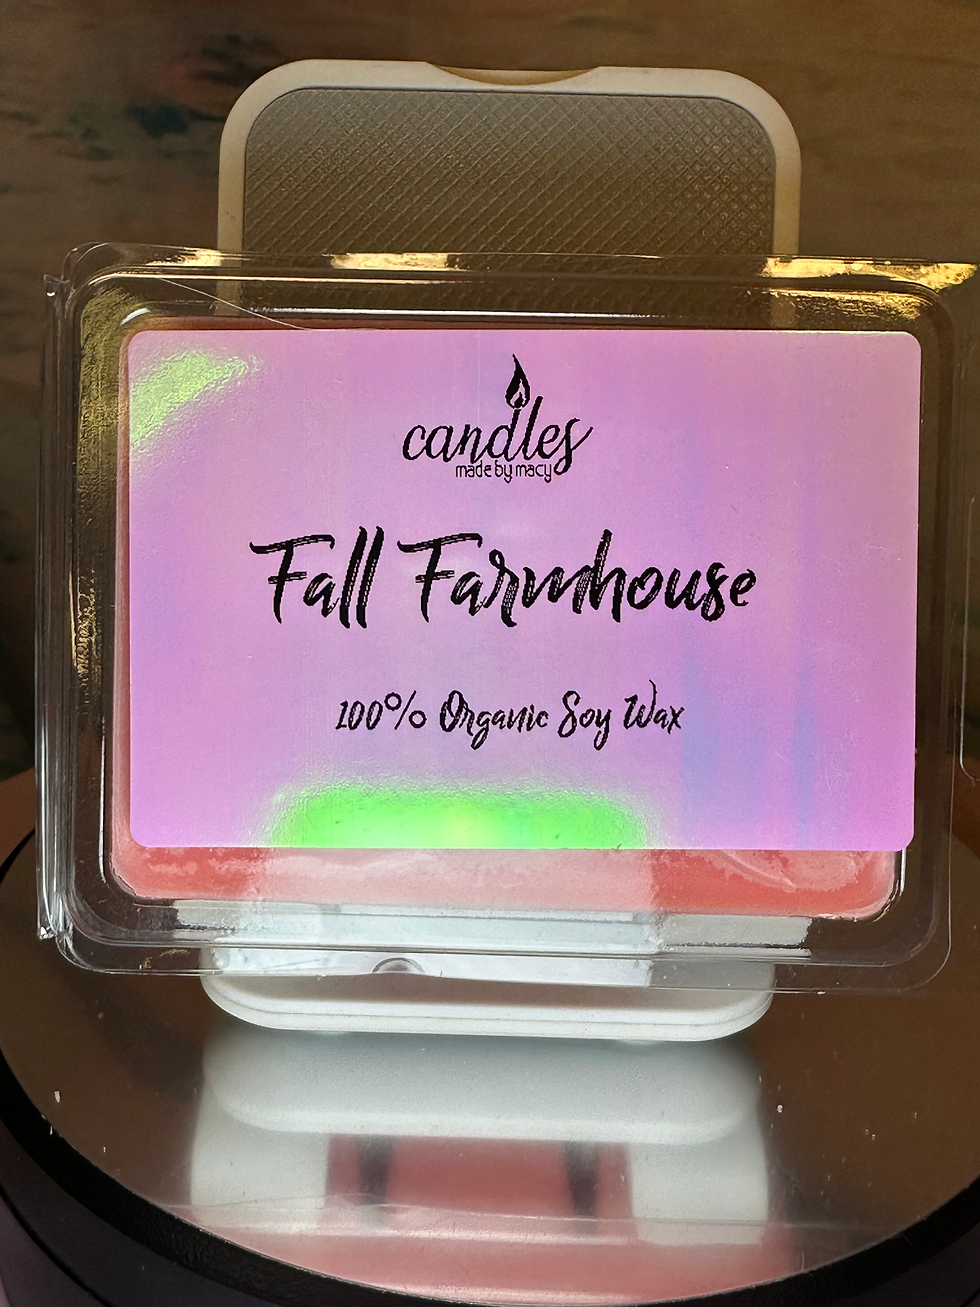 candles
made by macy
Fall Farmhouse
100% Organic Soy Wax